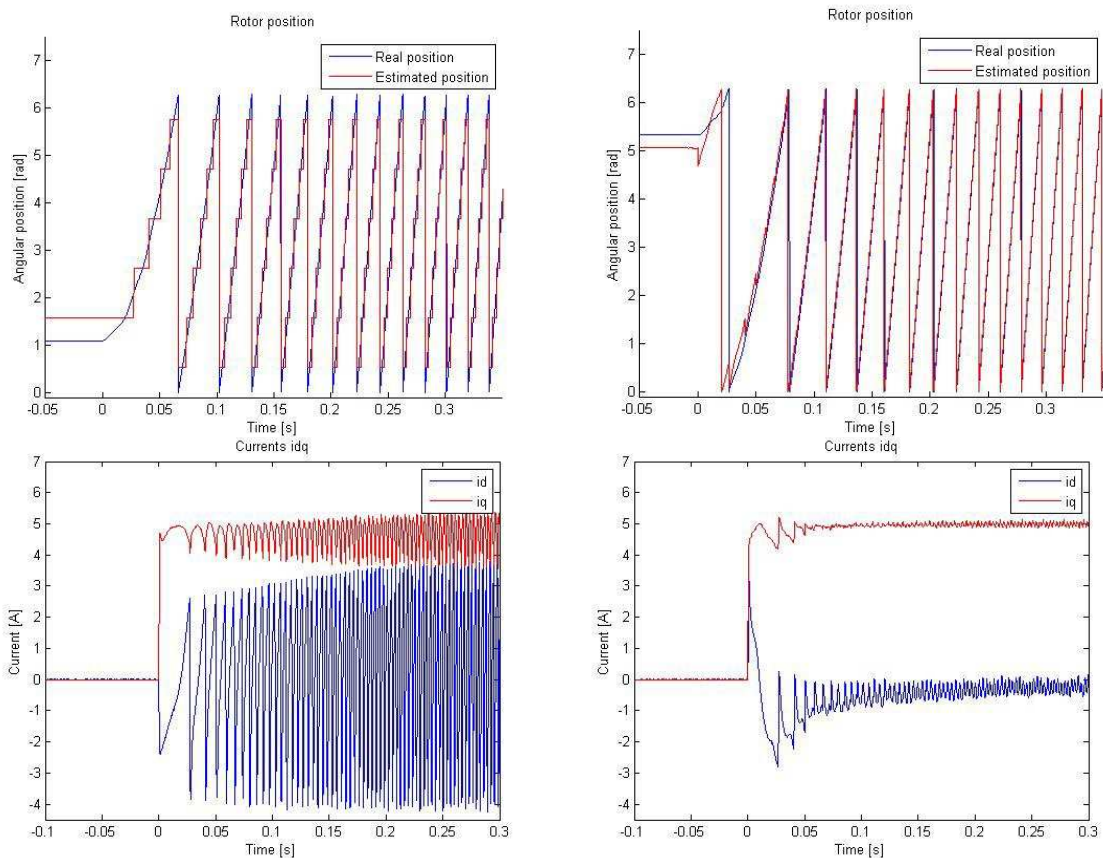 Rotor position
Real position
Estimated position
Angular position [rad]
7
6
5
4
3
2
1
0
-0.05 0 0.05 0.1 0.15 0.2 0.25 0.3
Time [s]
Rotor position
Real position
Estimated position
Angular position [rad]
7
6
5
4
3
2
1
0
-0.05 0 0.05 0.1 0.15 0.2 0.25 0.3
Time [s]
Currents idq
id
iq
Current [A]
7
6
5
4
3
2
1
0
-1
-2
-3
-4
-0.1 -0.05 0 0.05 0.1 0.15 0.2 0.25 0.3
Time [s]
Currents idq
id
iq
Current [A]
7
6
5
4
3
2
1
0
-1
-2
-3
-4
-0.1 -0.05 0 0.05 0.1 0.15 0.2 0.25 0.3
Time [s]